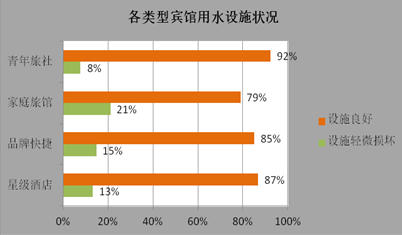 各类型宾馆用水设施状况
青年旅社
92%
8%
家庭旅馆
79%
21%
品牌快捷
85%
15%
星级酒店
87%
13%
设施良好
设施轻微损坏
0% 20% 40% 60% 80% 100%